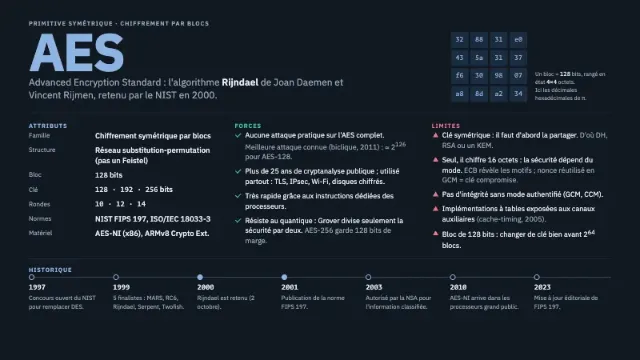 PRIMITIVE SYMÉTRIQUE · CHIFFREMENT PAR BLOCS
AES
Advanced Encryption Standard : l'algorithme Rijndael de Joan Daemen et
Vincent Rijmen, retenu par le NIST en 2000.
32 88 31 e0
43 5a 31 37
f6 30 98 07
a8 8d a2 34
Un bloc = 128 bits, rangé en
état 4×4 octets.
Ici les décimales
hexadécimales de π.
ATTRIBUTS
Famille Chiffrement symétrique par blocs
Structure Réseau substitution-permutation
(pas un Feistel)
Bloc 128 bits
Clé 128 · 192 · 256 bits
Rondes 10 · 12 · 14
Normes NIST FIPS 197, ISO/IEC 18033-3
Matériel AES-NI (x86), ARMv8 Crypto Ext.
FORCES
Aucune attaque pratique sur l'AES complet.
Meilleure attaque connue (biclique, 2011) : ≈ 2^126
pour AES-128.
Plus de 25 ans de cryptanalyse publique ; utilisé
partout : TLS, IPsec, Wi-Fi, disques chiffrés.
Très rapide grâce aux instructions dédiées des
processeurs.
Résiste au quantique : Grover divise seulement la
sécurité par deux. AES-256 garde 128 bits de
marge.
LIMITES
Clé symétrique : il faut d'abord la partager. D'où DH,
RSA ou un KEM.
Seul, il chiffre 16 octets : la sécurité dépend du
mode. ECB révèle les motifs ; nonce réutilisé en
GCM = clé compromise.
Pas d'intégrité sans mode authentifié (GCM, CCM).
Implémentations à tables exposées aux canaux
auxiliaires (cache-timing, 2005).
Bloc de 128 bits : changer de clé bien avant 2^64
blocs.
HISTORIQUE
1997
Concours ouvert du NIST
pour remplacer DES.
1999
5 finalistes : MARS, RC6,
Rijndael, Serpent, Twofish.
2000
Rijndael est retenu (2
octobre).
2001
Publication de la norme
FIPS 197.
2003
Autorisé par la NSA pour
l'information classifiée.
2010
AES-NI arrive dans les
processeurs grand public.
2023
Mise à jour éditoriale de
FIPS 197.